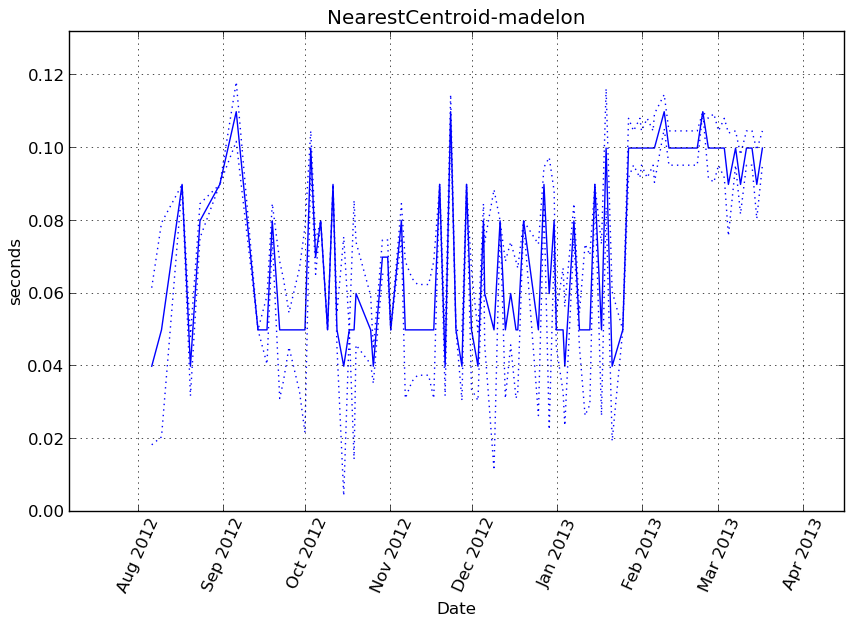 NearestCentroid-madelon
0.12
0.10
0.08
0.06
0.04
0.02
0.00
seconds
Aug 2012
Sep 2012
Oct 2012
Nov 2012
Dec 2012
Jan 2013
Feb 2013
Mar 2013
Apr 2013
Date